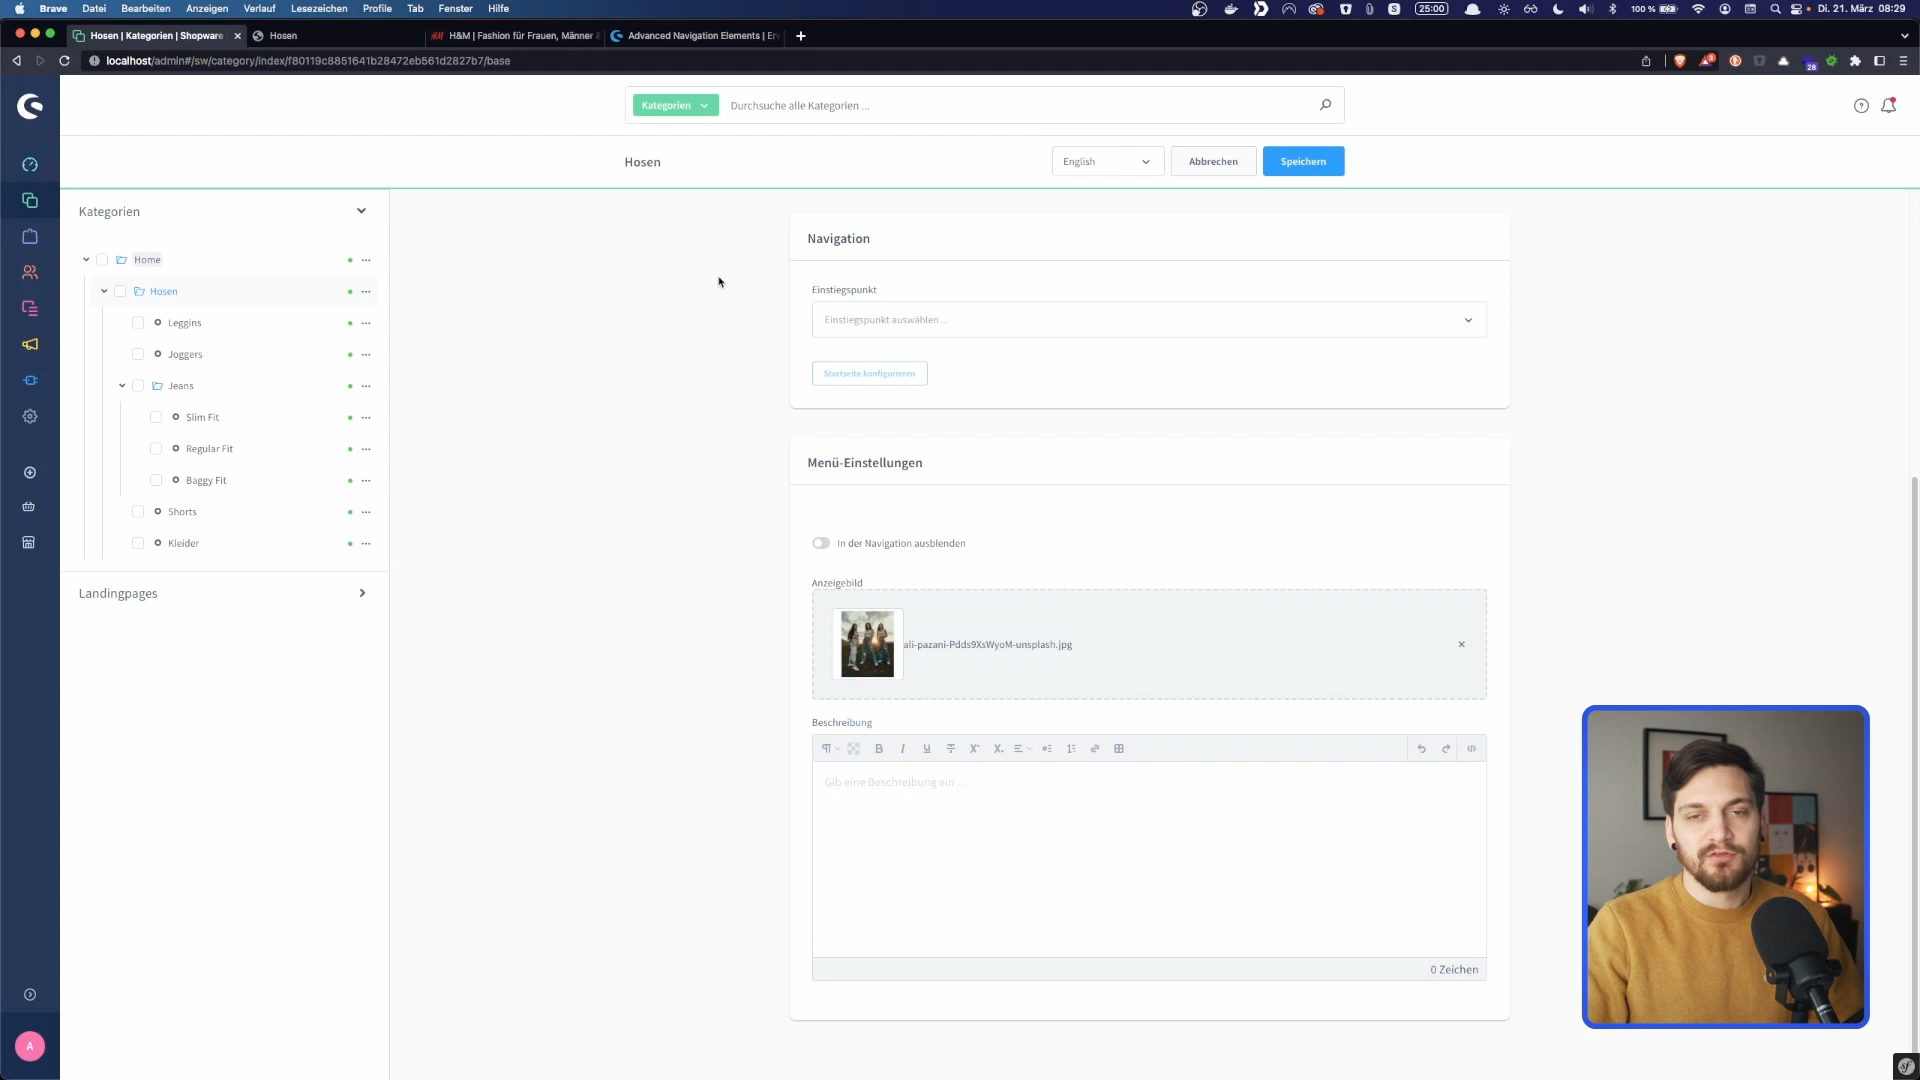 Brave Datei Bearbeiten Anzeigen Verlauf Lesezeichen Profile Tab Fenster Hilfe
25:00 100 % Di. 21. März 08:29
Hosen | Kategorien | Shopware
Hosen
H&M | Fashion für Frauen, Männer
Advanced Navigation Elements | Er
localhost/admin#/sw/category/index/f80119c8851641b28472eb561d2827b7/base
28
Kategorien
Durchsuche alle Kategorien ...
Hosen
English
Abbrechen
Speichern
Kategorien
Home
Hosen
Leggins
Joggers
Jeans
Slim Fit
Regular Fit
Baggy Fit
Shorts
Kleider
Landingpages
A
Navigation
Einstiegspunkt
Einstiegspunkt auswählen...
Startseite konfigurieren
Menü-Einstellungen
In der Navigation ausblenden
Anzeigebild
ali-pazani-Pdds9XsWyoM-unsplash.jpg
Beschreibung
Gib eine Beschreibung ein ...
0 Zeichen